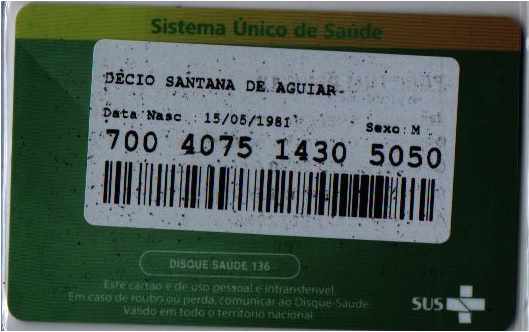 Sistema Único de Saúde
DÉCIO SANTANA DE AGUIAR
Data Nasc 15/05/1981 Sexo: M
700 4075 1430 5050
DISQUE SAÚDE 136
Este cartão é de uso pessoal e intransferível.
Em caso de roubo ou perda, comunicar ao Disque-Saúde.
Válido em todo o território nacional
SUS